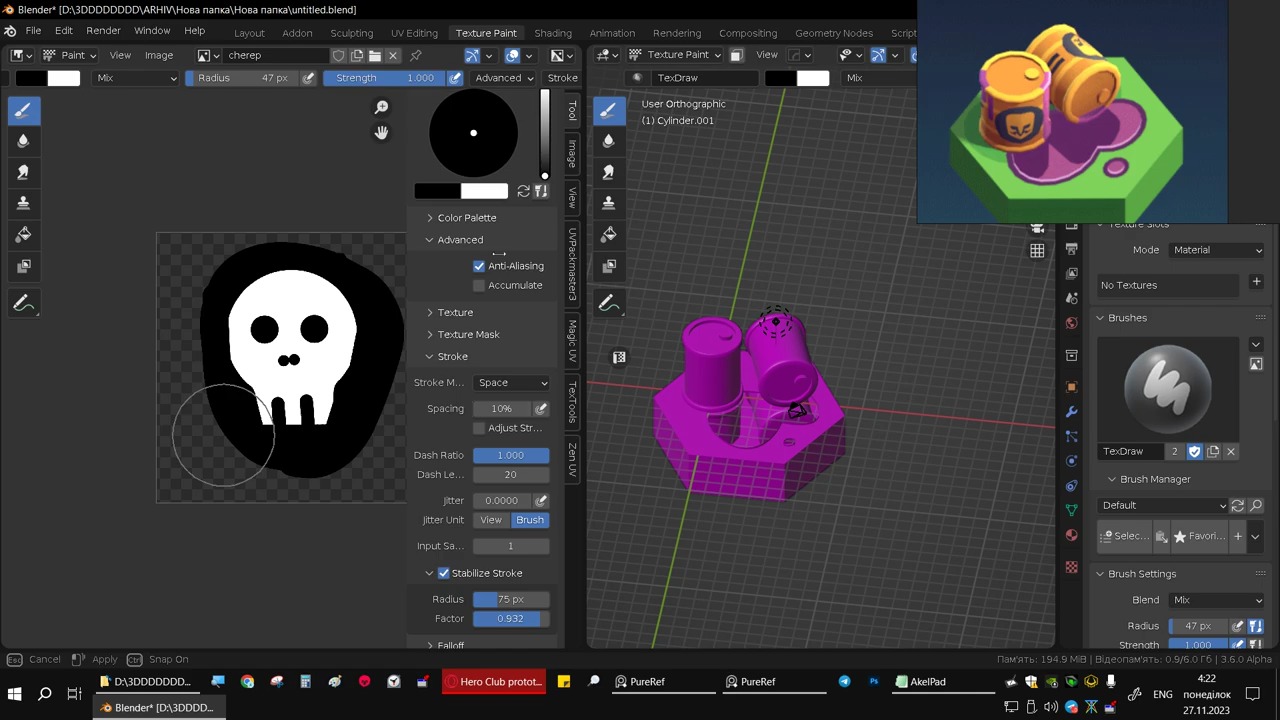 Blender* [D:\3DDDDDDDD\ARHIV\Нова папка\Нова папка\untitled.blend]
File Edit Render Window Help Layout Addon Sculpting UV Editing Texture Paint Shading Animation Rendering Compositing Geometry Nodes
Paint View Image cherep Texture Paint View
Mix Radius 47 px Strength 1.000 Advanced Stroke TexDraw Mix
User Orthographic
(1) Cylinder.001
Tool
Image
View
UVPackmaster3
Magic UV
TexTools
Zen UV
Color Palette
Advanced
Anti-Aliasing
Accumulate
Texture
Texture Mask
Stroke
Stroke M... Space
Spacing 10%
Adjust Str...
Dash Ratio 1.000
Dash Le... 20
Jitter 0.0000
Jitter Unit View Brush
Input Sa... 1
Stabilize Stroke
Radius 75 px
Factor 0.932
Falloff
Texture Slots
Mode Material
No Textures
Brushes
TexDraw 2
Brush Manager
Default
Selec... Favori...
Brush Settings
Blend Mix
Radius 47 px
Strength 1.000
Esc Cancel Apply Ctrl Snap On Пам'ять: 194.9 MiB | Відеопам'ять: 0.9/6.0 Гіб | 3.6.0 Alpha
D:\3DDDDDDD... Hero Club protot... PureRef PureRef AkelPad
Blender* [D:\3DDDD...
ENG
4:22
понеділок
27.11.2023